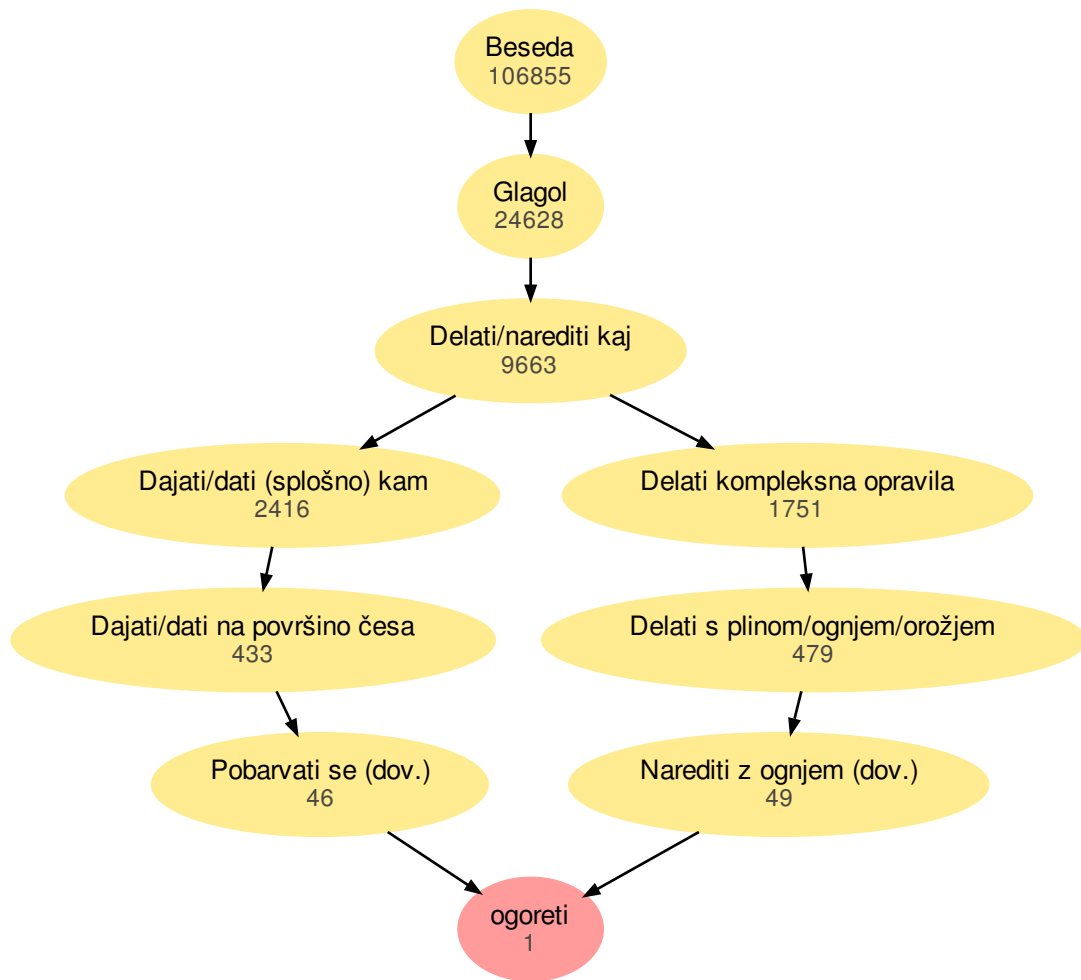 Beseda
106855
Glagol
24628
Delati/narediti kaj
9663
Dajati/dati (splošno) kam
2416
Delati kompleksna opravila
1751
Dajati/dati na površino česa
433
Delati s plinom/ognjem/orožjem
479
Pobarvati se (dov.)
46
Narediti z ognjem (dov.)
49
ogoreti
1